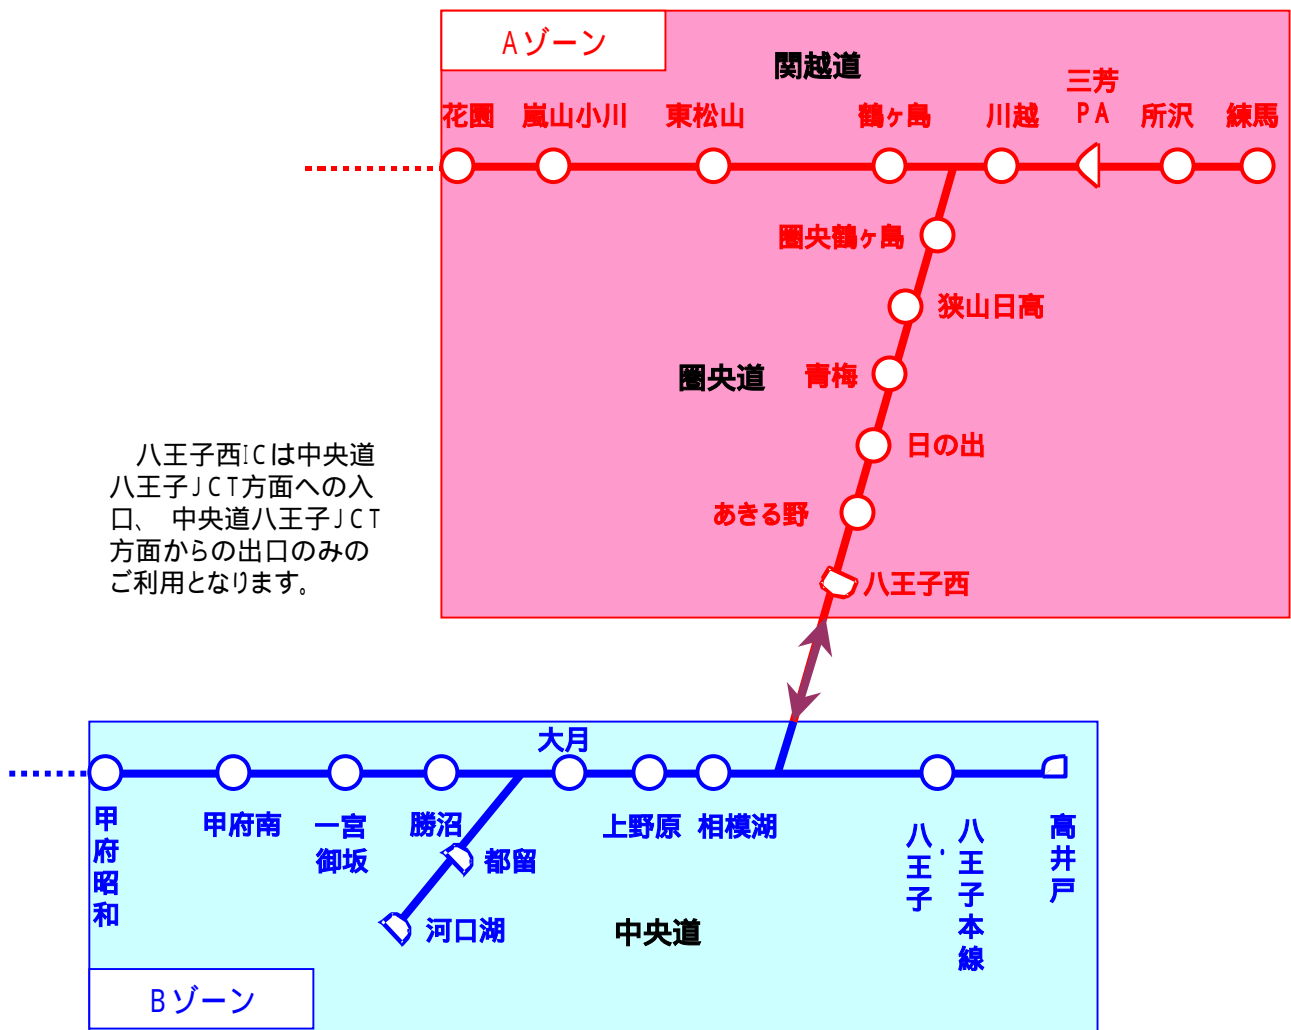 Aゾーン
関越道
三芳
PA
花園
嵐山小川
東松山
鶴ヶ島
川越
所沢
練馬
圏央鶴ヶ島
狭山日高
圏央道
青梅
日の出
あきる野
八王子西
八王子西ICは中央道
八王子JCT方面への入
口、 中央道八王子JCT
方面からの出口のみの
ご利用となります。
大月
甲府昭和
甲府南
一宮
御坂
勝沼
上野原
相模湖
八王子・
八王子本線
高井戸
都留
河口湖
中央道
Bゾーン